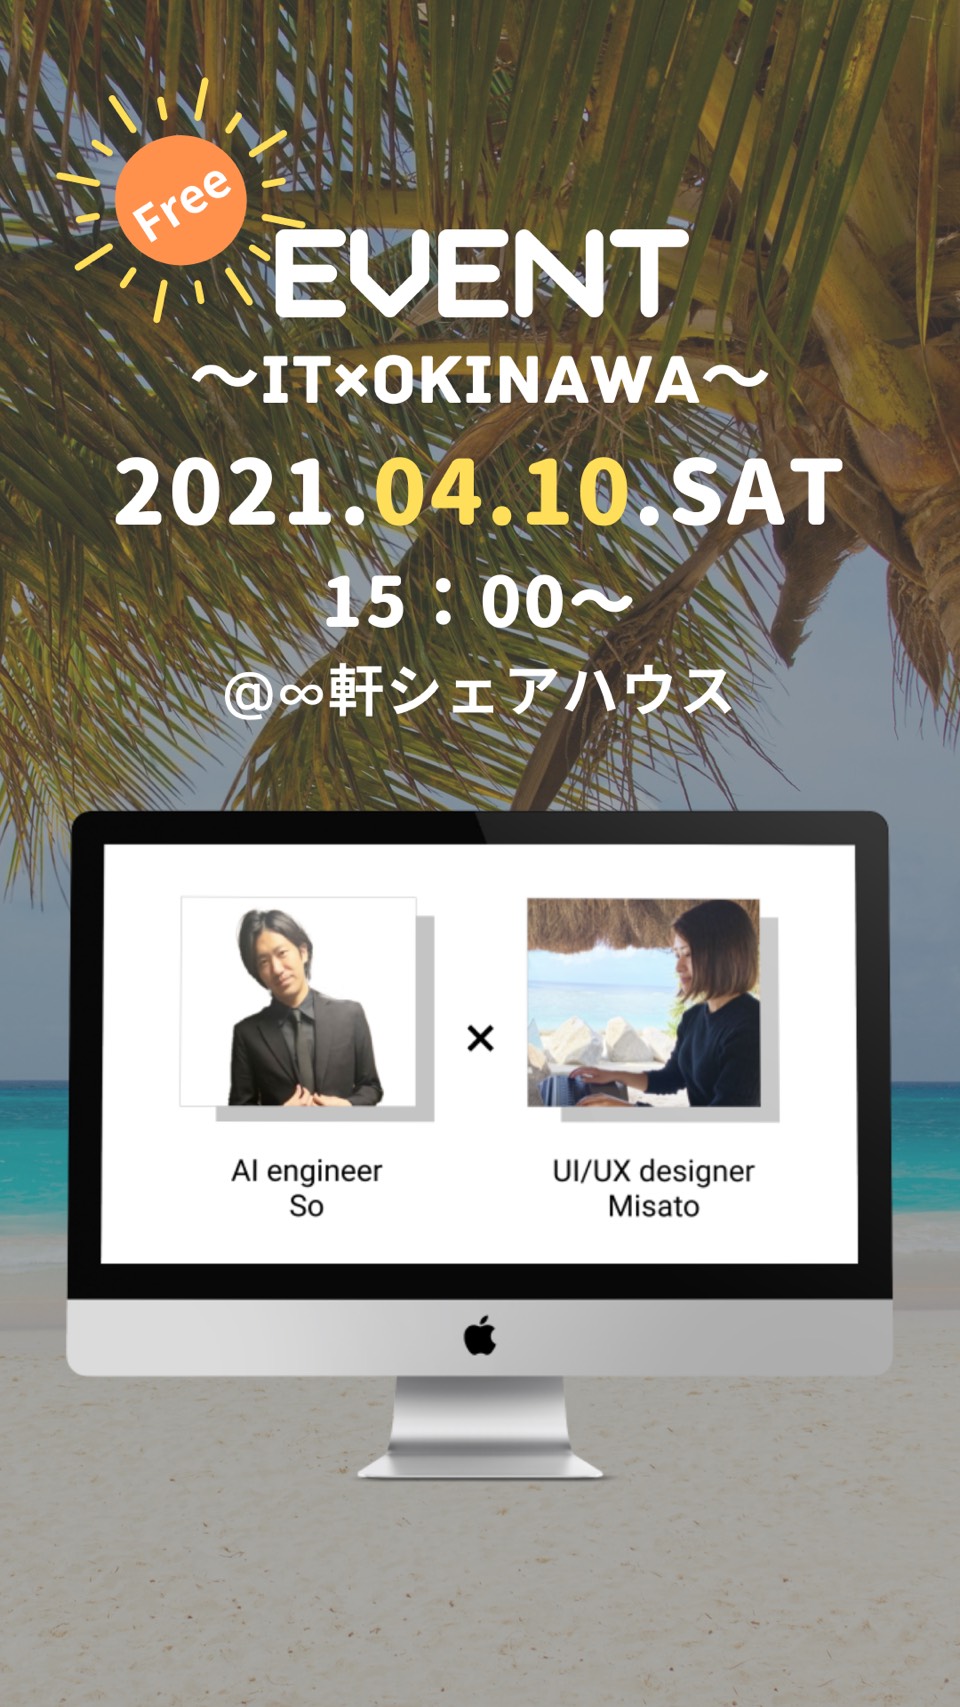 Free
EVENT
〜IT×OKINAWA〜
2021.04.10.SAT
15：00〜
@∞軒シェアハウス
×
AI engineer
So
UI/UX designer
Misato